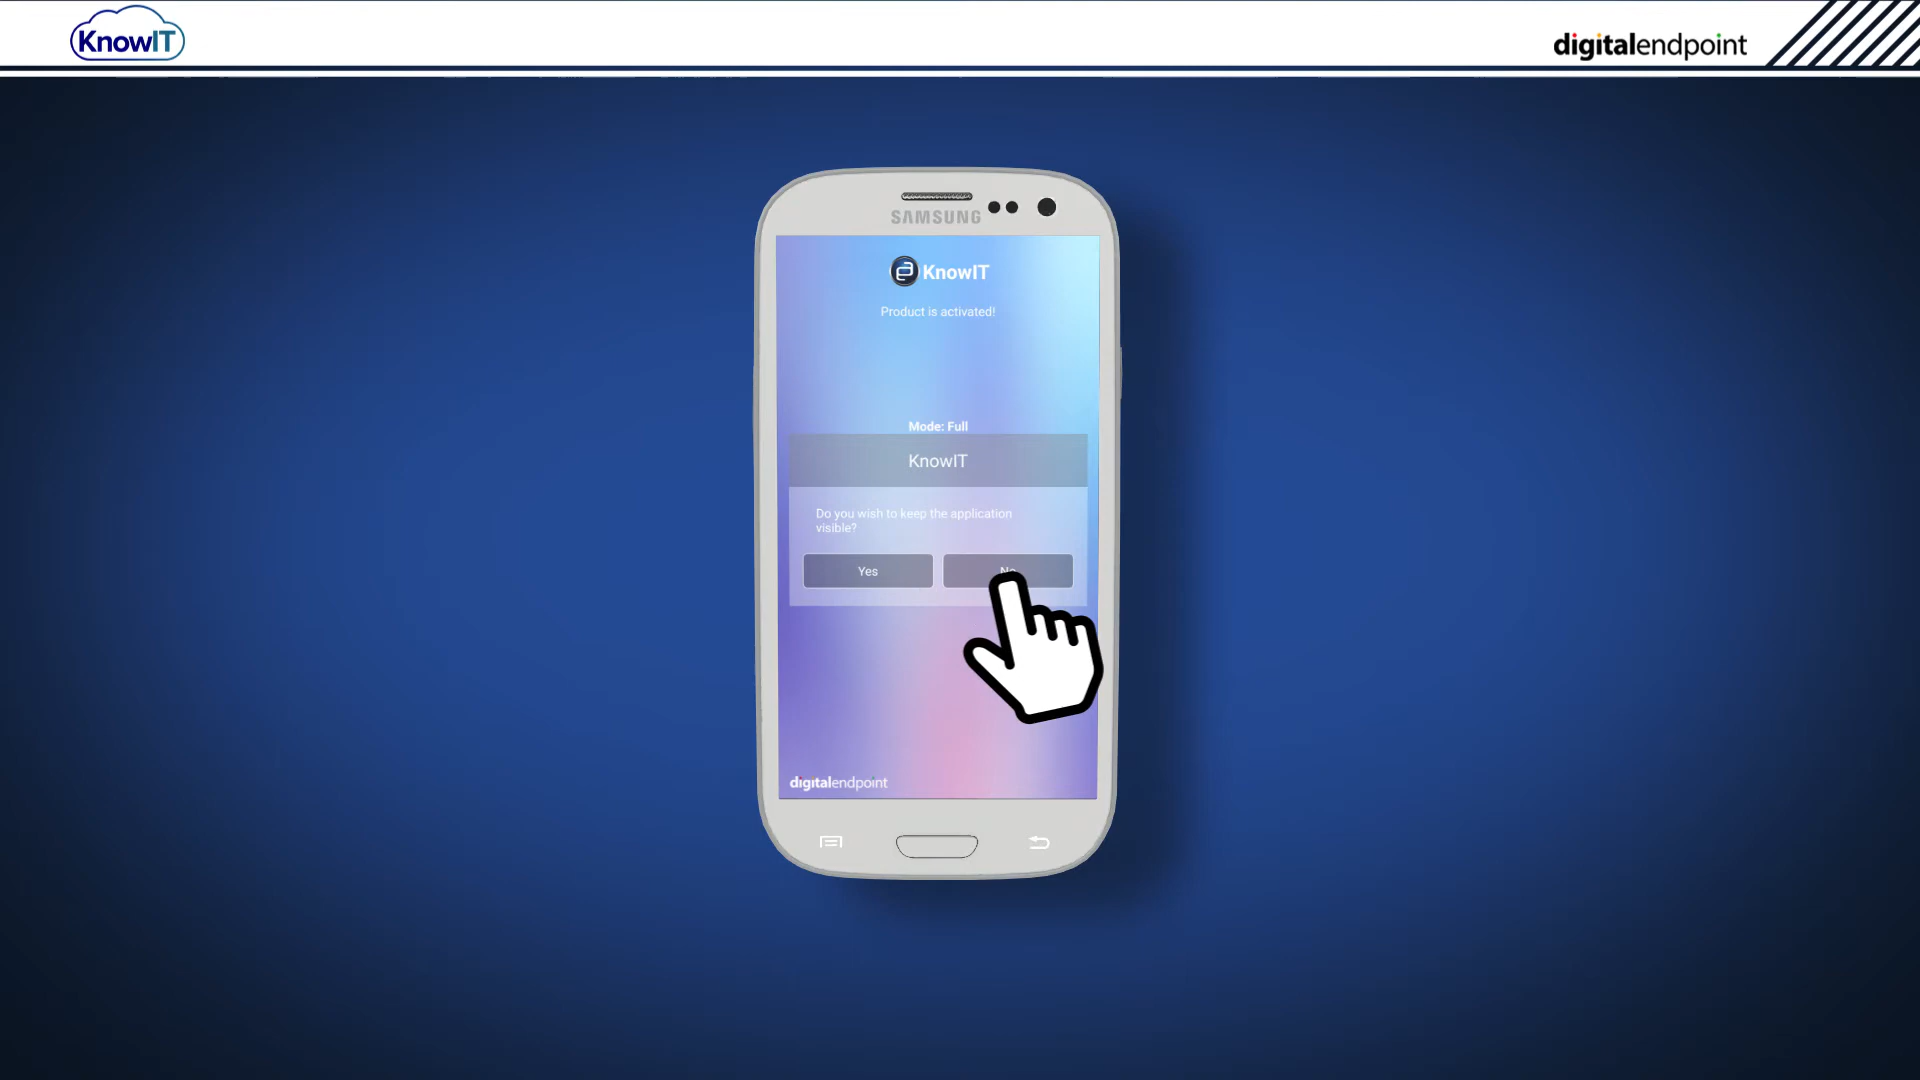 KnowIT
digitalendpoint
SAMSUNG
KnowIT
Product is activated!
Mode: Full
KnowIT
Do you wish to keep the application
visible?
Yes
No
digitalendpoint